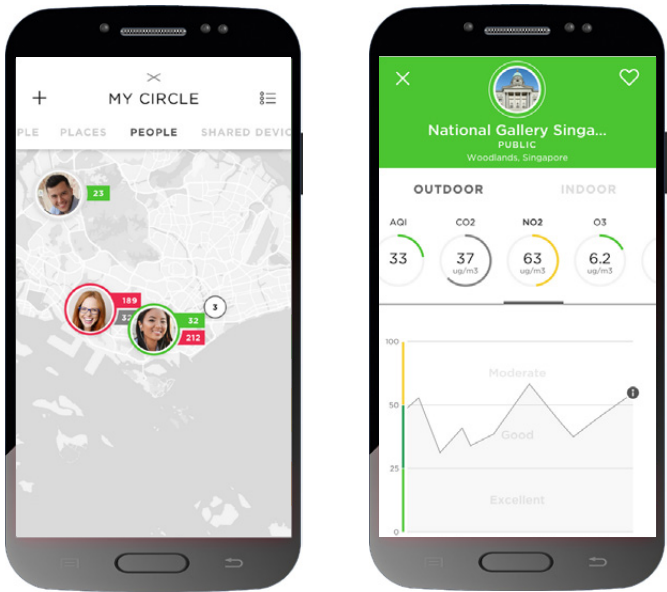 MY CIRCLE
PLE PLACES PEOPLE SHARED DEVIC
23
189
32
3
32
212
National Gallery Singa...
PUBLIC
Woodlands, Singapore
OUTDOOR INDOOR
AQI CO2 NO2 O3
33 37 63 6.2
ug/m3 ug/m3 ug/m3
100
Moderate
50
Good
25
Excellent
0